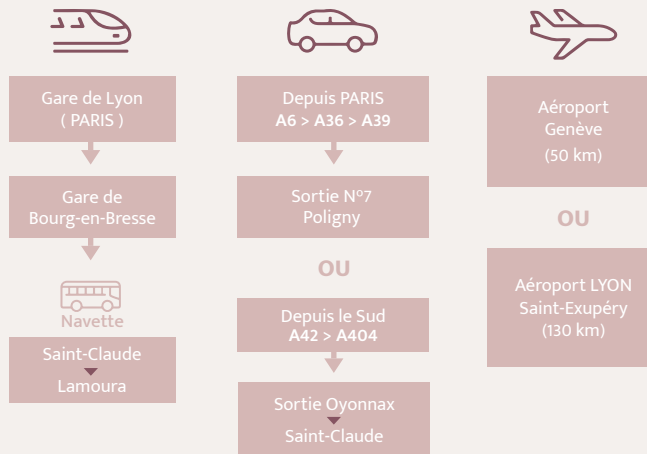 Gare de Lyon
( PARIS )
Gare de
Bourg-en-Bresse
Navette
Saint-Claude
Lamoura
Depuis PARIS
A6 > A36 > A39
Sortie Nº7
Poligny
OU
Depuis le Sud
A42 > A404
Sortie Oyonnax
Saint-Claude
Aéroport
Genève
(50 km)
OU
Aéroport LYON
Saint-Exupéry
(130 km)